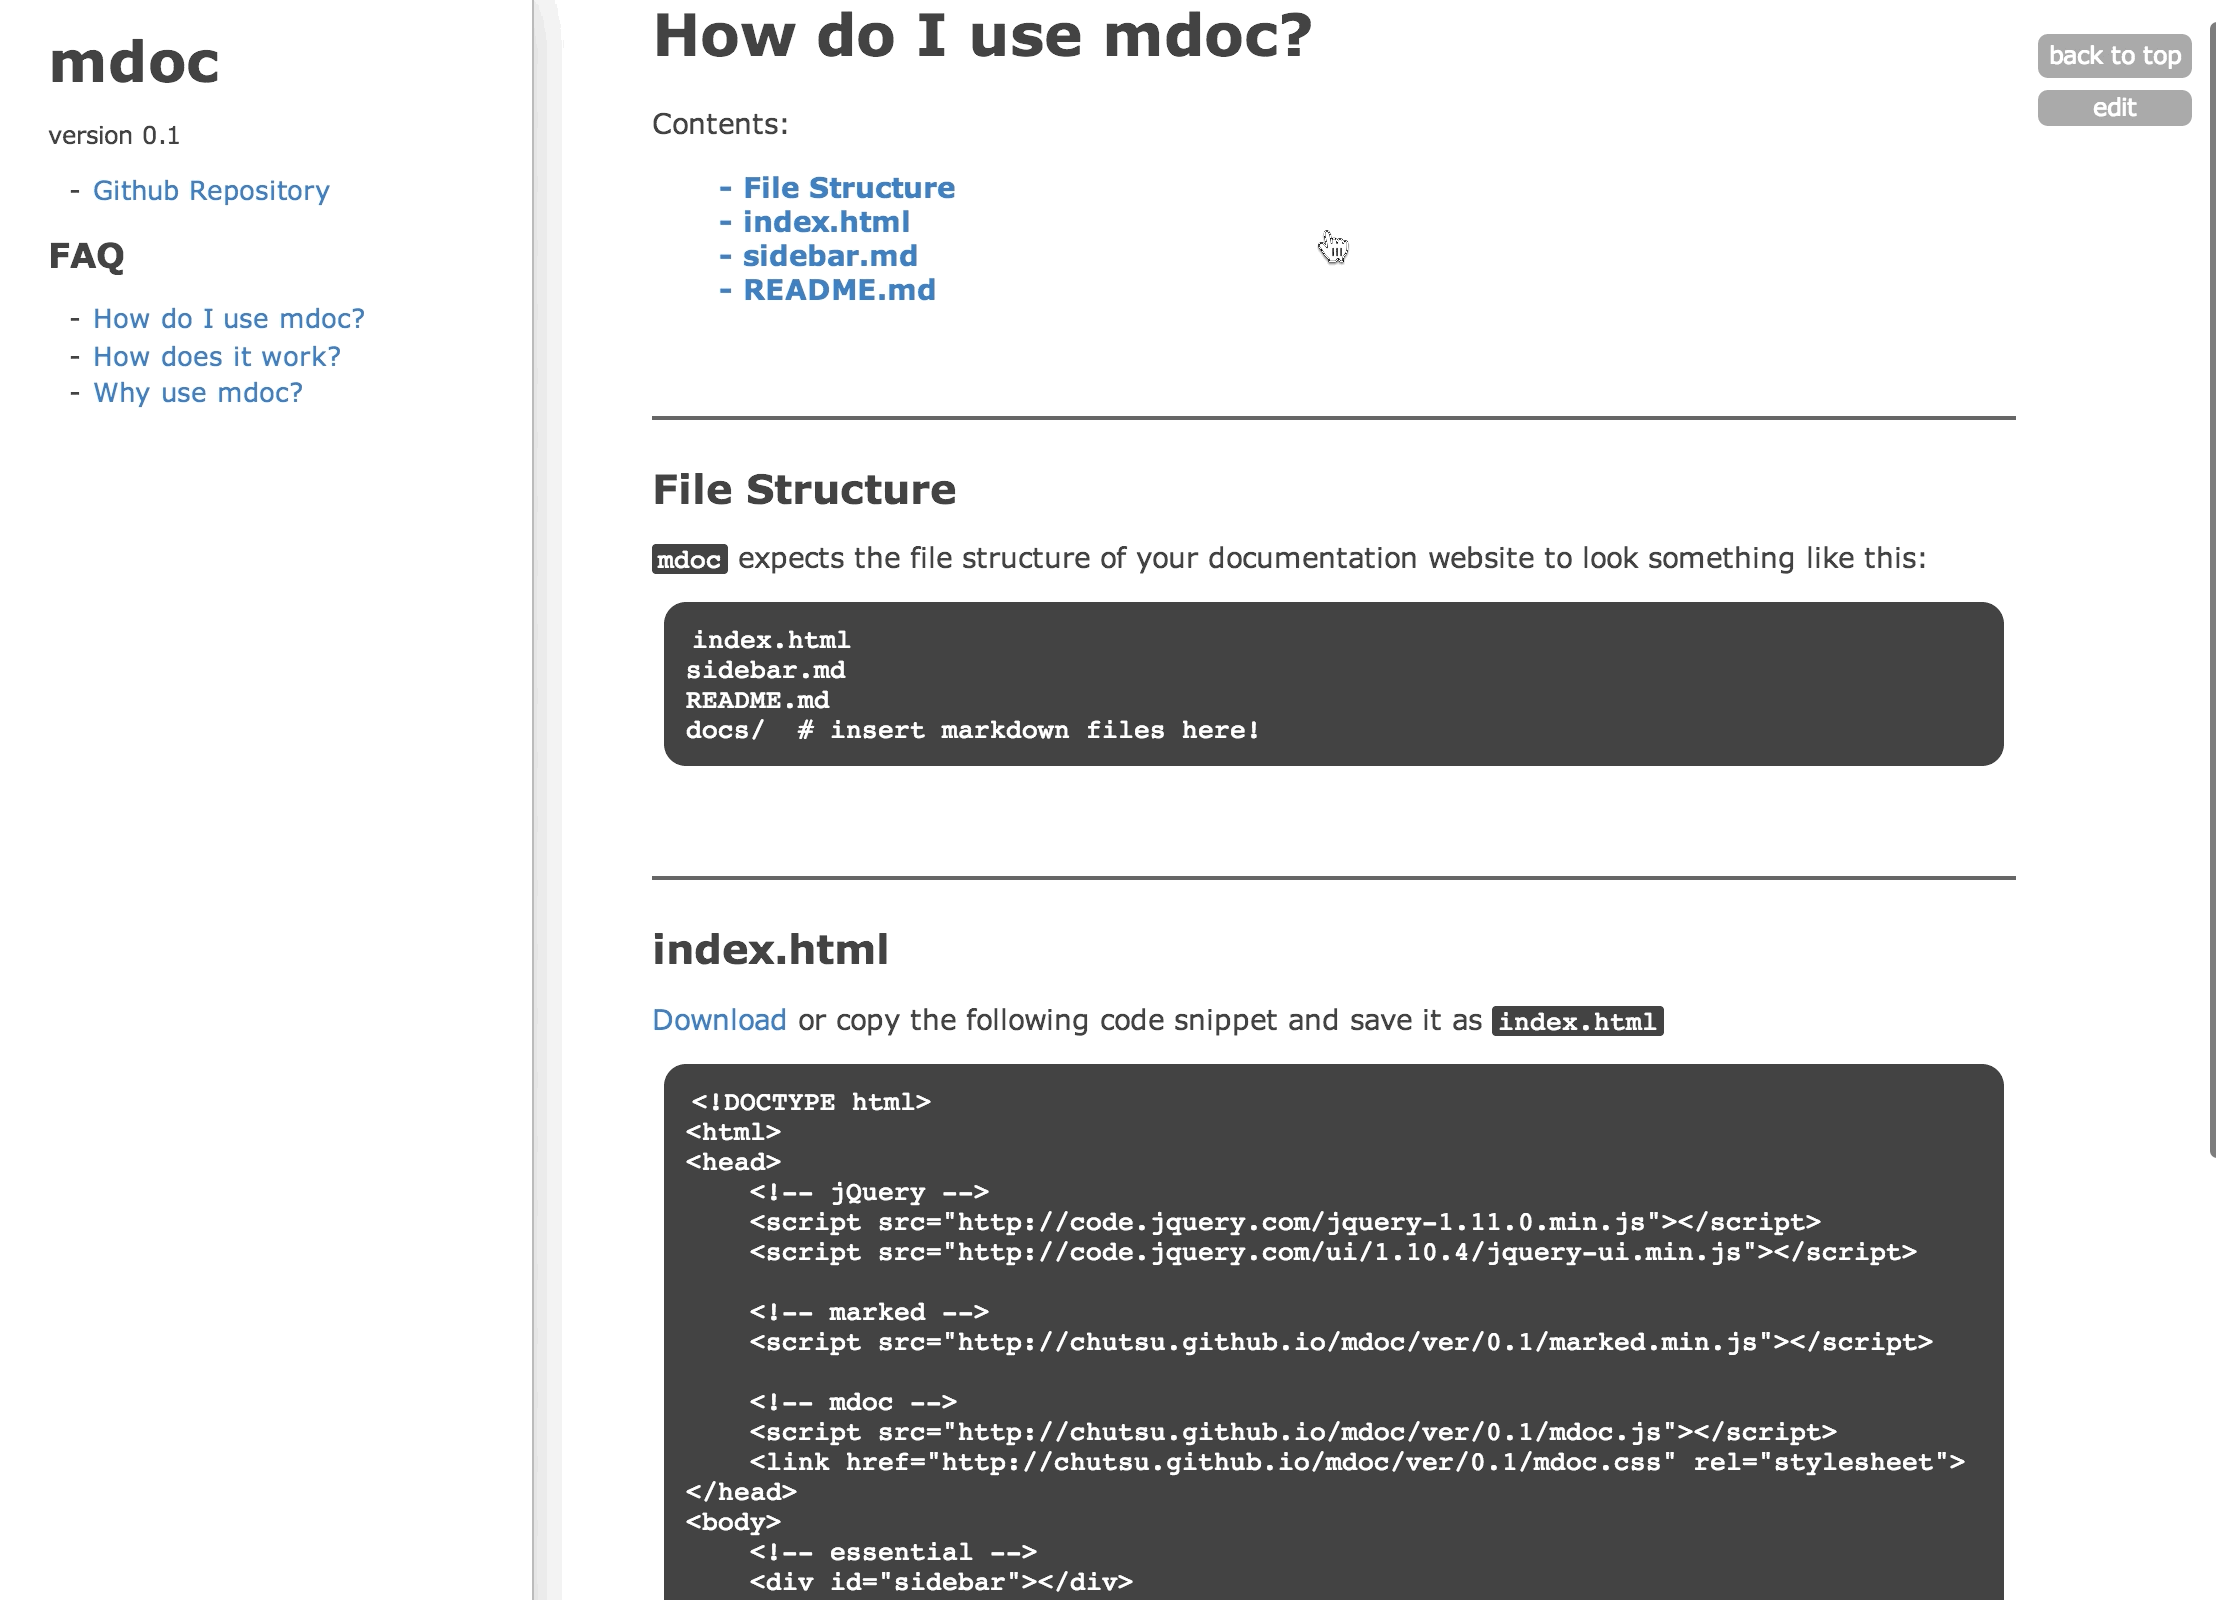 mdoc
version 0.1
- Github Repository
FAQ
- How do I use mdoc?
- How does it work?
- Why use mdoc?
How do I use mdoc?
Contents:
- File Structure
- index.html
- sidebar.md
- README.md
back to top
edit
File Structure
mdoc expects the file structure of your documentation website to look something like this:
index.html
sidebar.md
README.md
docs/  # insert markdown files here!
index.html
Download or copy the following code snippet and save it as index.html
<!DOCTYPE html>
<html>
<head>
    <!-- jQuery -->
    <script src="http://code.jquery.com/jquery-1.11.0.min.js"></script>
    <script src="http://code.jquery.com/ui/1.10.4/jquery-ui.min.js"></script>

    <!-- marked -->
    <script src="http://chutsu.github.io/mdoc/ver/0.1/marked.min.js"></script>

    <!-- mdoc -->
    <script src="http://chutsu.github.io/mdoc/ver/0.1/mdoc.js"></script>
    <link href="http://chutsu.github.io/mdoc/ver/0.1/mdoc.css" rel="stylesheet">
</head>
<body>
    <!-- essential -->
    <div id="sidebar"></div>